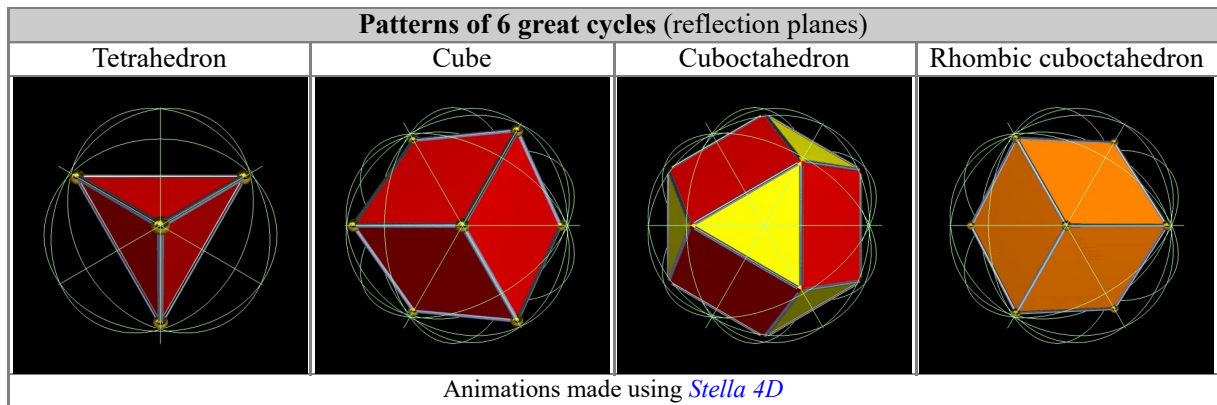 Patterns of 6 great cycles (reflection planes)
Tetrahedron
Cube
Cuboctahedron
Rhombic cuboctahedron
Animations made using Stella 4D